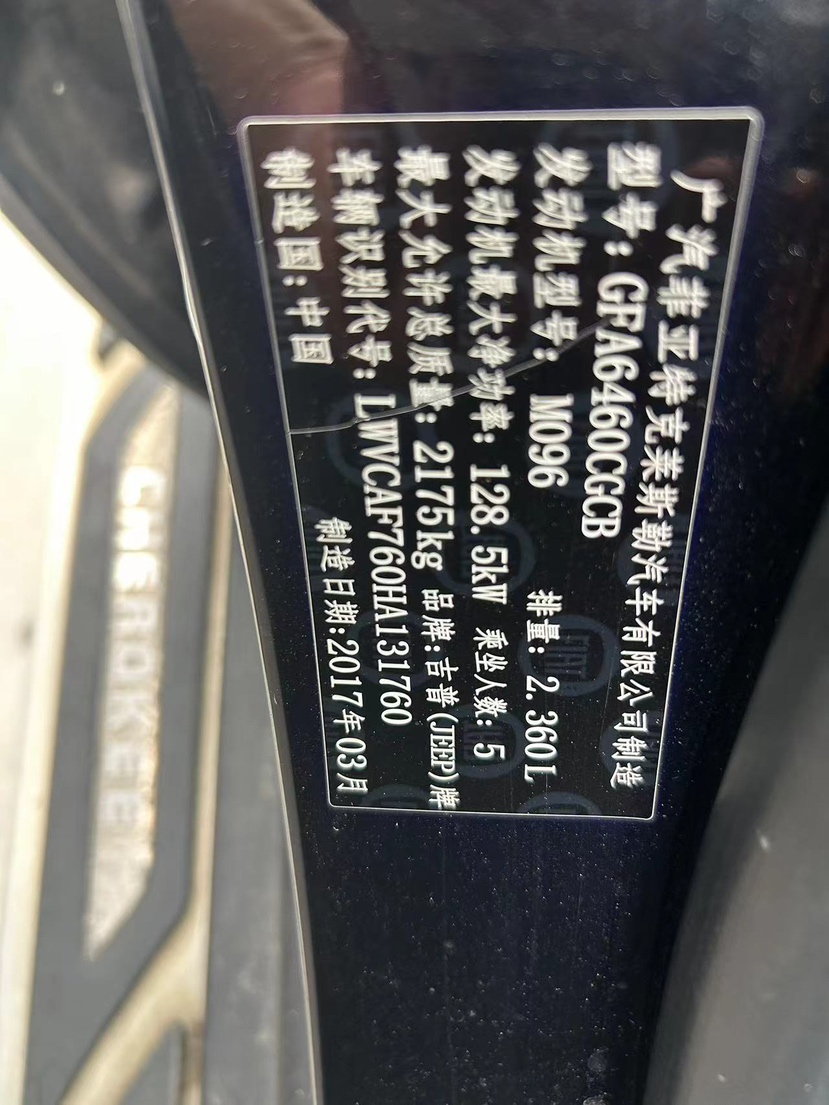 广汽菲亚特克莱斯勒汽车有限公司制造
型号：GFA6460CGCB
发动机型号：M096 排量：2.360L
发动机最大净功率：128.5kW 乘坐人数：5
最大允许总质量：2175kg 品牌：吉普(JEEP)牌
车辆识别代号：LWVCAF760HA131760
制造国：中国 制造日期：2017年03月
CHEROKEE